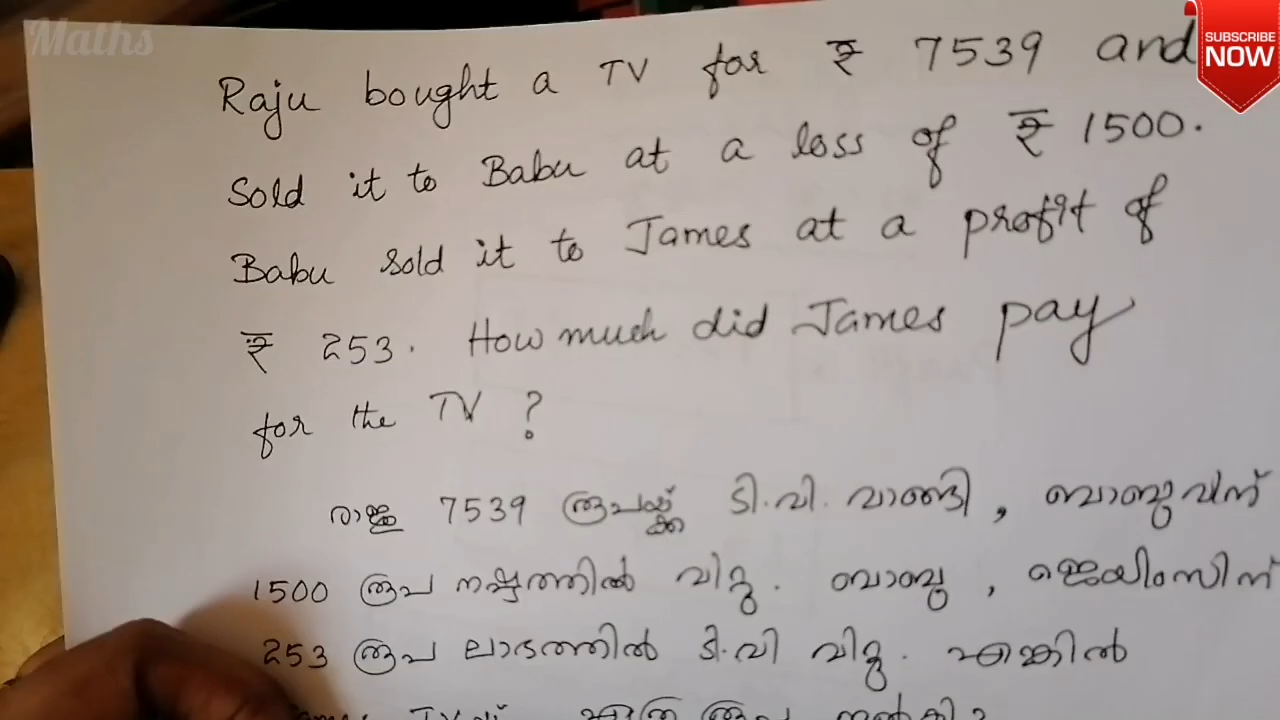 Maths
SUBSCRIBE
NOW
Raju bought a TV for ₹ 7539 and
Sold it to Babu at a loss of ₹ 1500.
Babu sold it to James at a profit of
₹ 253. How much did James pay
for the TV ?
രാജു 7539 രൂപയ്ക്ക് ടി.വി. വാങ്ങി , ബാബുവിന്
1500 രൂപ നഷ്ടത്തിൽ വിറ്റു . ബാബു , ജെയിംസിന്
253 രൂപ ലാഭത്തിൽ ടി.വി വിറ്റു . എങ്കിൽ
എത്ര രൂപ നൽകി ?